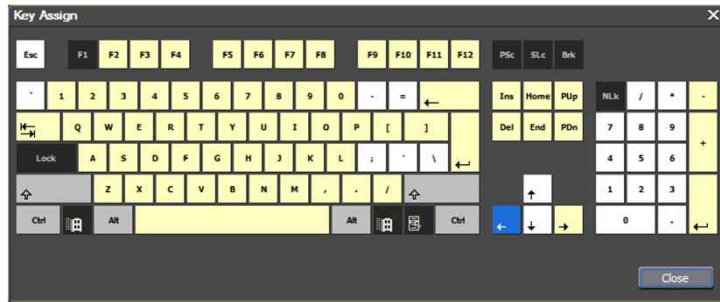 Key Assign X
Esc F1 F2 F3 F4 F5 F6 F7 F8 F9 F10 F11 F12 PSc SLc Brk
` 1 2 3 4 5 6 7 8 9 0 - = ← Ins Home PUp NLk / * -
Q W E R T Y U I O P [ ] Del End PDn 7 8 9 +
Lock A S D F G H J K L ; ' \ 4 5 6
Z X C V B N M , . / ↑ 1 2 3
Ctrl Alt Alt Ctrl ← ↓ → 0 .
Close